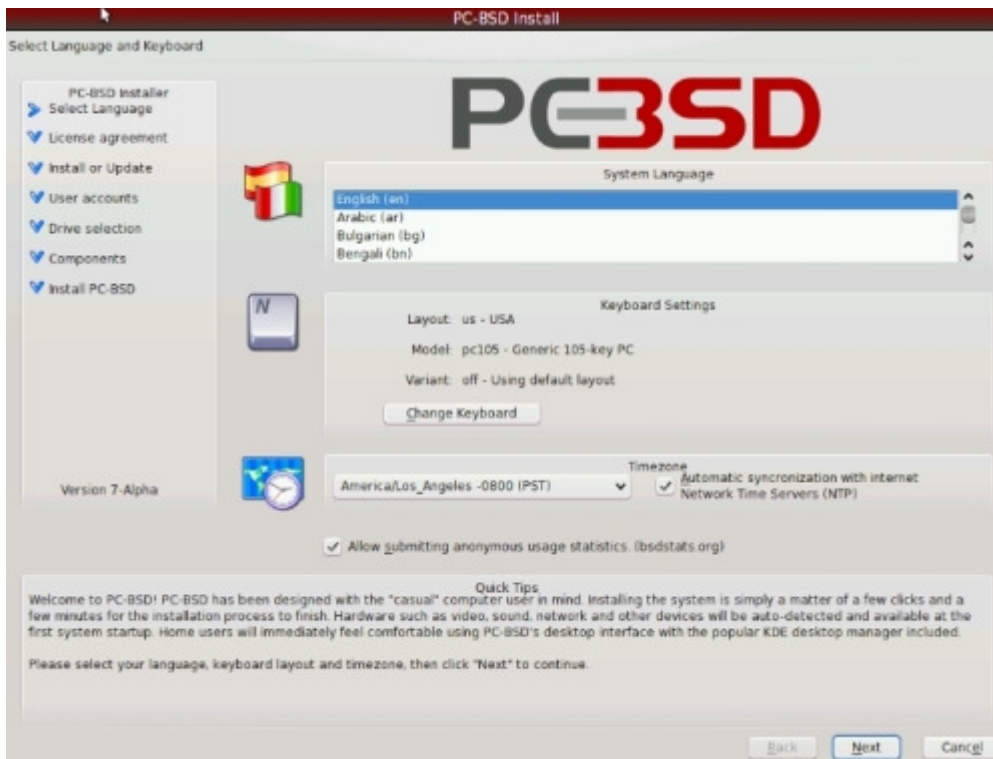 PC-BSD Install
Select Language and Keyboard
PC-BSD Installer
Select Language
License agreement
Install or Update
User accounts
Drive selection
Components
Install PC-BSD
Version 7-Alpha
PCBSD
System Language
English (en)
Arabic (ar)
Bulgarian (bg)
Bengali (bn)
N
Keyboard Settings
Layout: us - USA
Model: pc105 - Generic 105-key PC
Variant: off - Using default layout
Change Keyboard
Timezone
America/Los_Angeles -0800 (PST)
Automatic syncronization with internet
Network Time Servers (NTP)
Allow submitting anonymous usage statistics. (bsdstats.org)
Quick Tips
Welcome to PC-BSD! PC-BSD has been designed with the "casual" computer user in mind. Installing the system is simply a matter of a few clicks and a
few minutes for the installation process to finish. Hardware such as video, sound, network and other devices will be auto-detected and available at the
first system startup. Home users will immediately feel comfortable using PC-BSD's desktop interface with the popular KDE desktop manager included.
Please select your language, keyboard layout and timezone, then click "Next" to continue.
Back
Next
Cancel